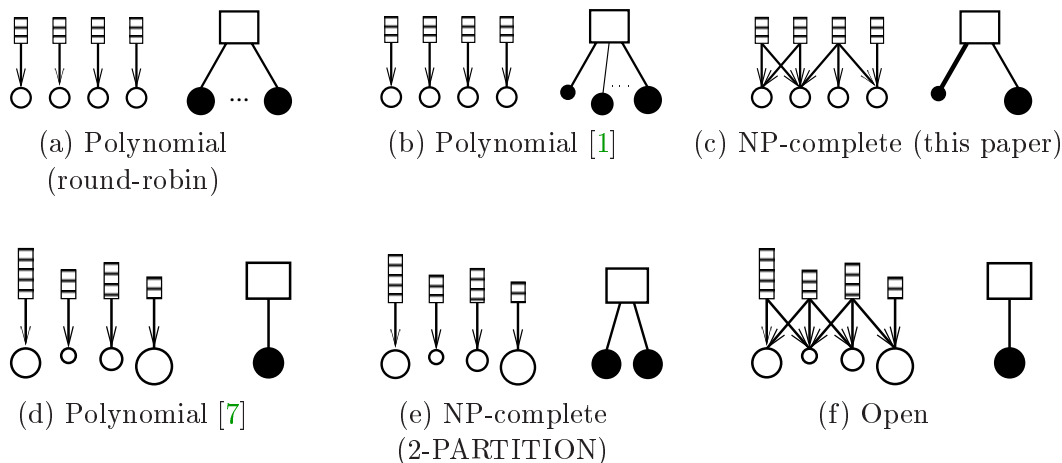 ...
...
(a) Polynomial
(round-robin)
(b) Polynomial [1]
(c) NP-complete (this paper)
(d) Polynomial [7]
(e) NP-complete
(2-PARTITION)
(f) Open